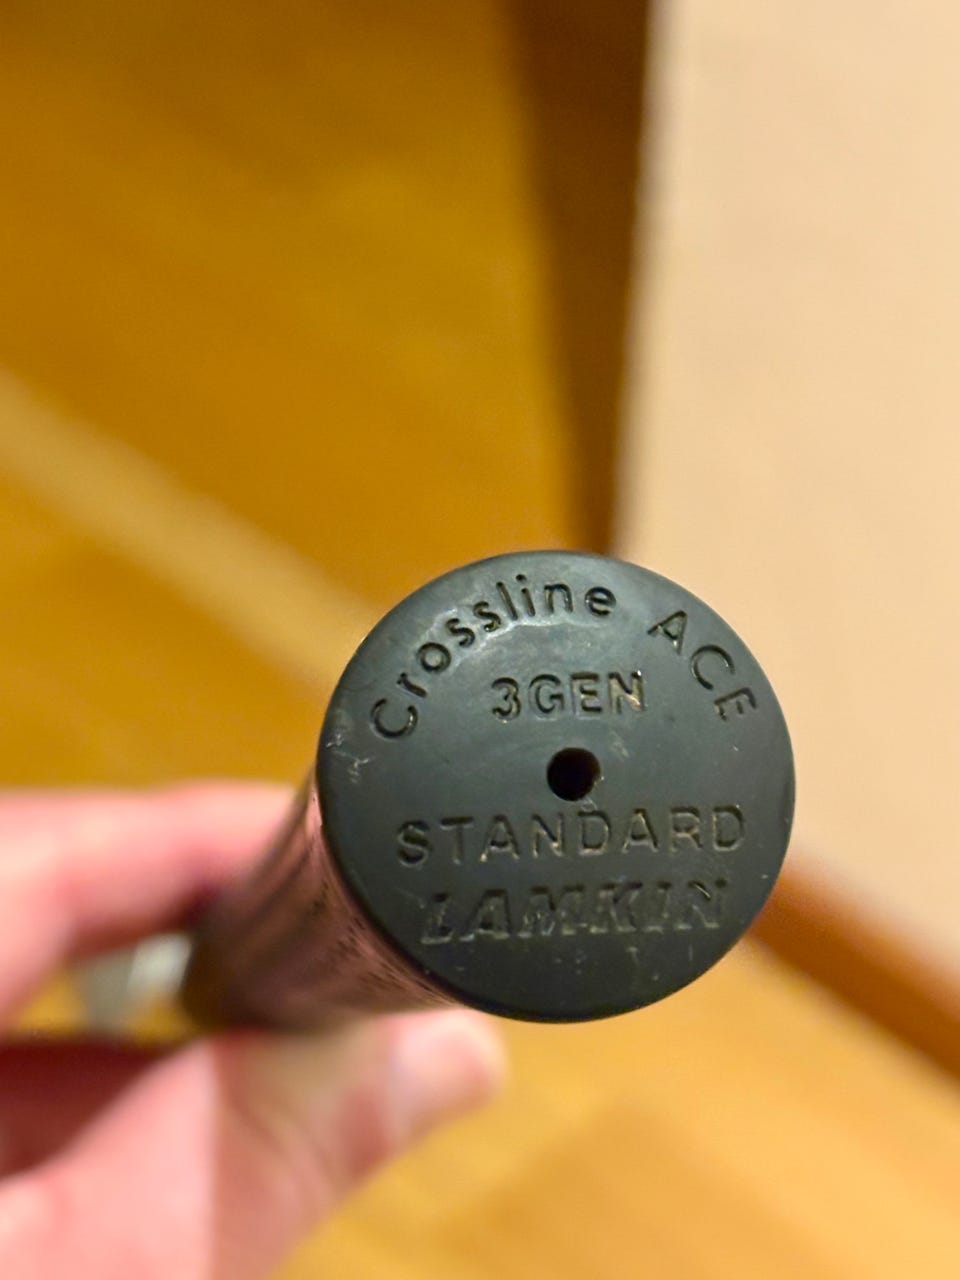 Crossline ACE
3GEN
STANDARD
LAMKIN